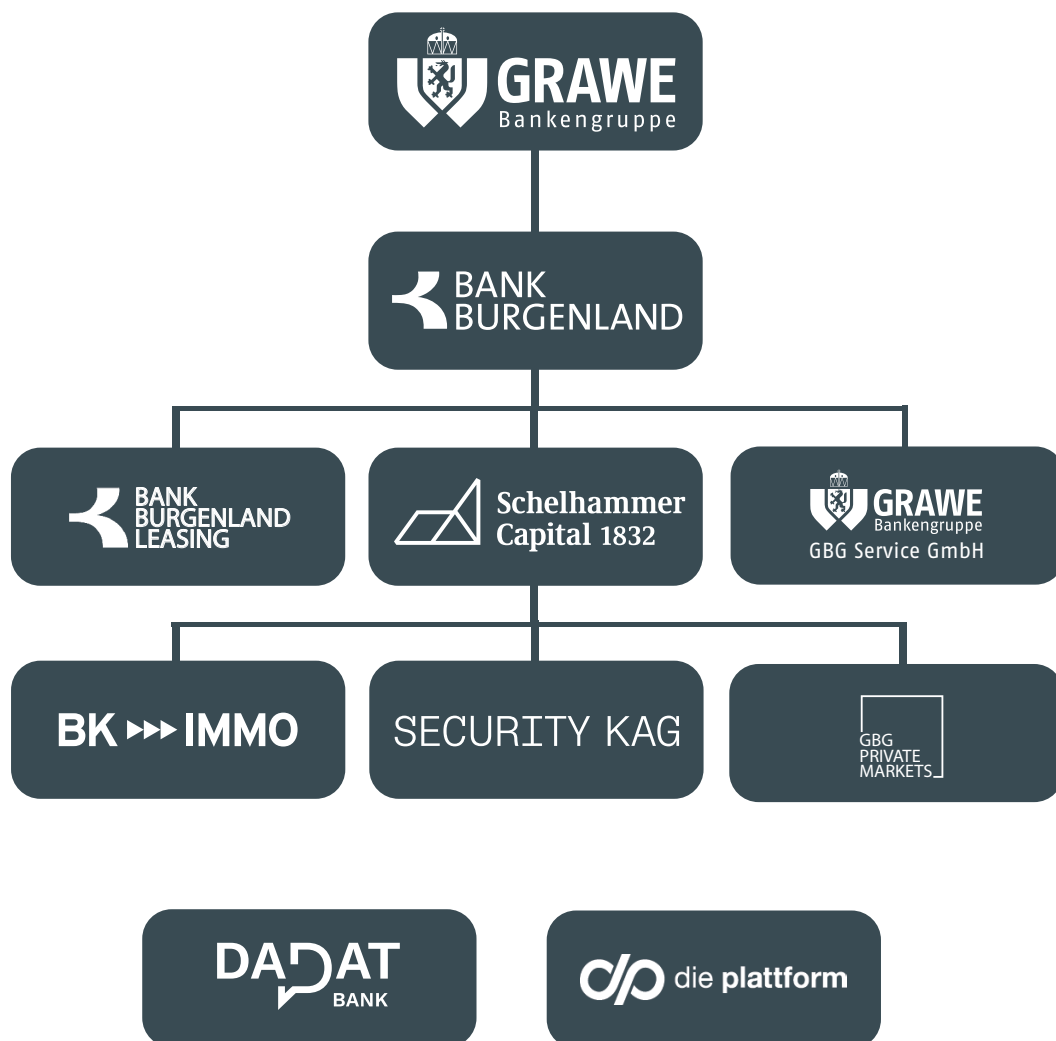 GRAWE
Bankengruppe
BANK
BURGENLAND
BANK
BURGENLAND
LEASING
Schelhammer
Capital 1832
GRAWE
Bankengruppe
GBG Service GmbH
BK IMMO
SECURITY KAG
GBG
PRIVATE
MARKETS
DADAT
BANK
dp die plattform